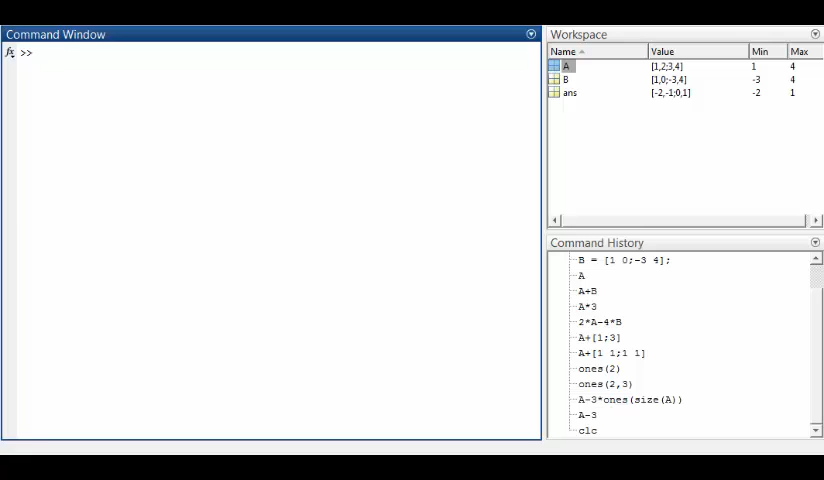 Command Window
fx >>
Workspace
Name Value Min Max
A [1,2;3,4] 1 4
B [1,0;-3,4] -3 4
ans [-2,-1;0,1] -2 1
Command History
B = [1 0;-3 4];
A
A+B
A*3
2*A-4*B
A+[1;3]
A+[1 1;1 1]
ones(2)
ones(2,3)
A-3*ones(size(A))
A-3
clc